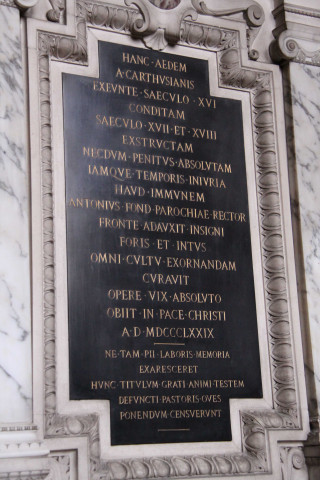 HANC · AEDEM
A · CARTHVSIANIS
EXEVNTE · SAECVLO · XVI
CONDITAM
SAECVLO · XVII · ET · XVIII
EXSTRVCTAM
NECDVM · PENITVS · ABSOLVTAM
IAMQVE · TEMPORIS · INIVRIA
HAVD · IMMVNEM
ANTONIVS · FOND · PAROCHIAE · RECTOR
FRONTE · ADAVXIT · INSIGNI
FORIS · ET · INTVS
OMNI · CVLTV · EXORNANDAM
CVRAVIT
OPERE · VIX · ABSOLVTO
OBIIT · IN · PACE · CHRISTI
A · D · MDCCCLXXIX
NE · TAM · PII · LABORIS · MEMORIA
EXARESCERET
HVNC · TITVLVM · GRATI · ANIMI · TESTEM
DEFVNCTI · PASTORIS · OVES
PONENDVM · CENSVERVNT